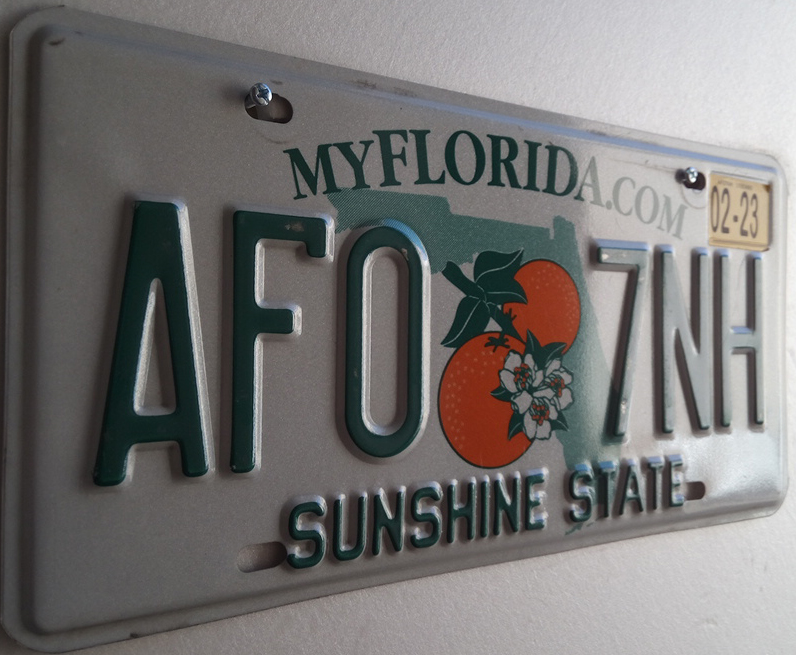 MYFLORIDA.COM
02-23
AFO 7NH
SUNSHINE STATE